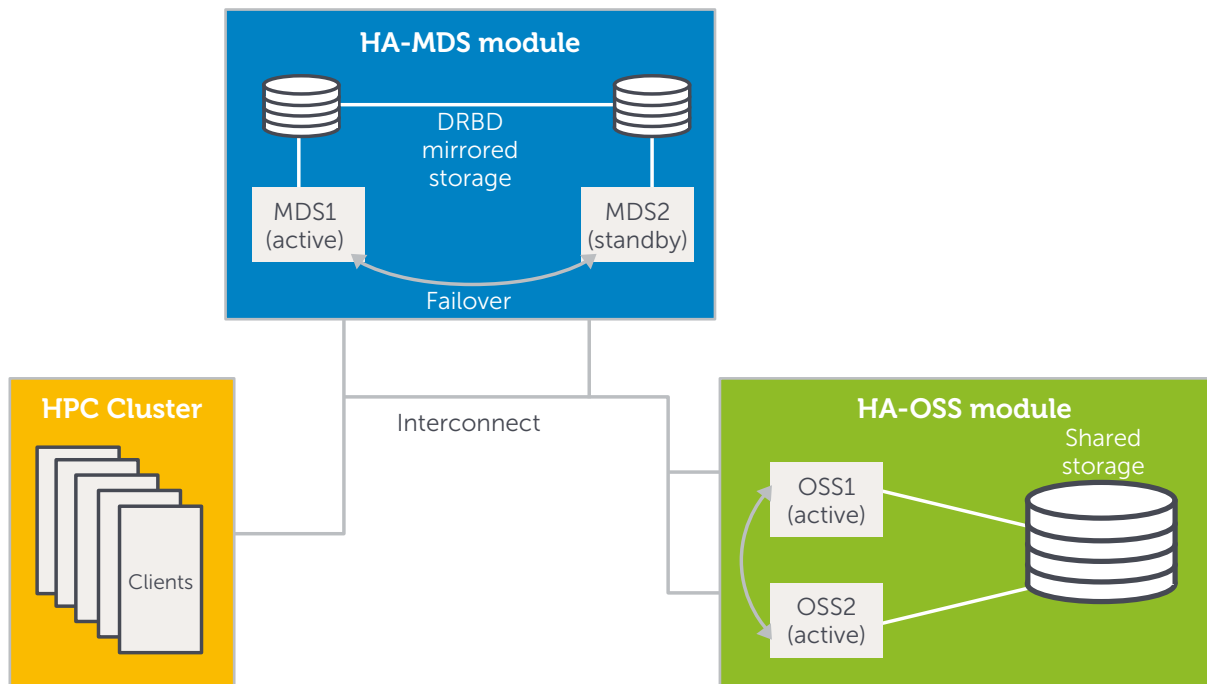 HA-MDS module
DRBD
mirrored
storage
MDS1
(active)
MDS2
(standby)
Failover
HPC Cluster
Clients
Interconnect
HA-OSS module
Shared
storage
OSS1
(active)
OSS2
(active)